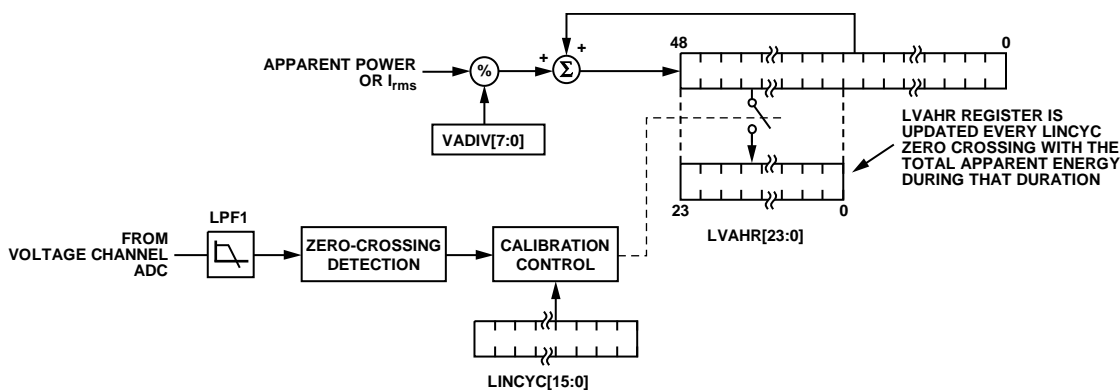 48
0
+
+
APPARENT POWER
OR Irms
%
Σ
VADIV[7:0]
LVAHR REGISTER IS
UPDATED EVERY LINCYC
ZERO CROSSING WITH THE
TOTAL APPARENT ENERGY
DURING THAT DURATION
23
0
LVAHR[23:0]
LPF1
FROM
VOLTAGE CHANNEL
ADC
ZERO-CROSSING
DETECTION
CALIBRATION
CONTROL
LINCYC[15:0]